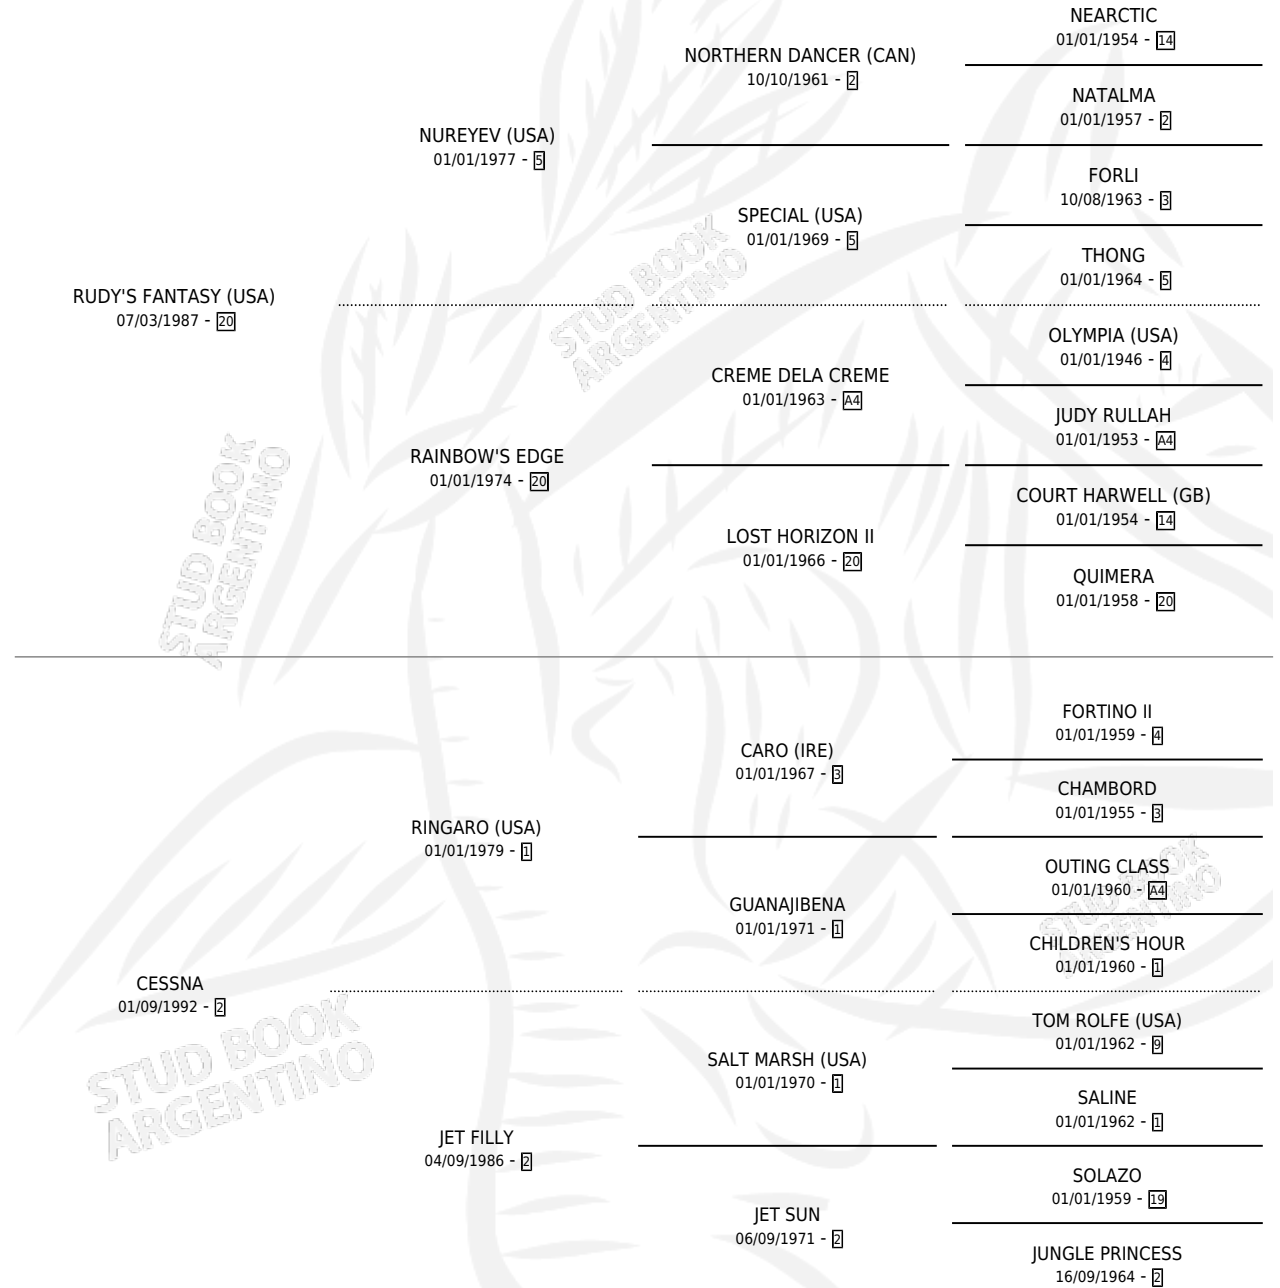 NEARCTIC
01/01/1954 - 14
NORTHERN DANCER (CAN)
10/10/1961 - 2
NATALMA
01/01/1957 - 2
NUREYEV (USA)
01/01/1977 - 5
FORLI
10/08/1963 - 3
SPECIAL (USA)
01/01/1969 - 5
THONG
01/01/1964 - 5
RUDY'S FANTASY (USA)
07/03/1987 - 20
OLYMPIA (USA)
01/01/1946 - 4
CREME DELA CREME
01/01/1963 - A4
JUDY RULLAH
01/01/1953 - A4
RAINBOW'S EDGE
01/01/1974 - 20
COURT HARWELL (GB)
01/01/1954 - 14
LOST HORIZON II
01/01/1966 - 20
QUIMERA
01/01/1958 - 20
STUD BOOK
ARGENTINO
STUD BOOK
ARGENTINO
FORTINO II
01/01/1959 - 4
CARO (IRE)
01/01/1967 - 3
CHAMBORD
01/01/1955 - 3
RINGARO (USA)
01/01/1979 - 1
OUTING CLASS
01/01/1960 - A4
GUANAJIBENA
01/01/1971 - 1
CHILDREN'S HOUR
01/01/1960 - 1
STUD BOOK
ARGENTINO
CESSNA
01/09/1992 - 2
TOM ROLFE (USA)
01/01/1962 - 9
SALT MARSH (USA)
01/01/1970 - 1
SALINE
01/01/1962 - 1
JET FILLY
04/09/1986 - 2
SOLAZO
01/01/1959 - 19
JET SUN
06/09/1971 - 2
JUNGLE PRINCESS
16/09/1964 - 2
STUD BOOK
ARGENTINO